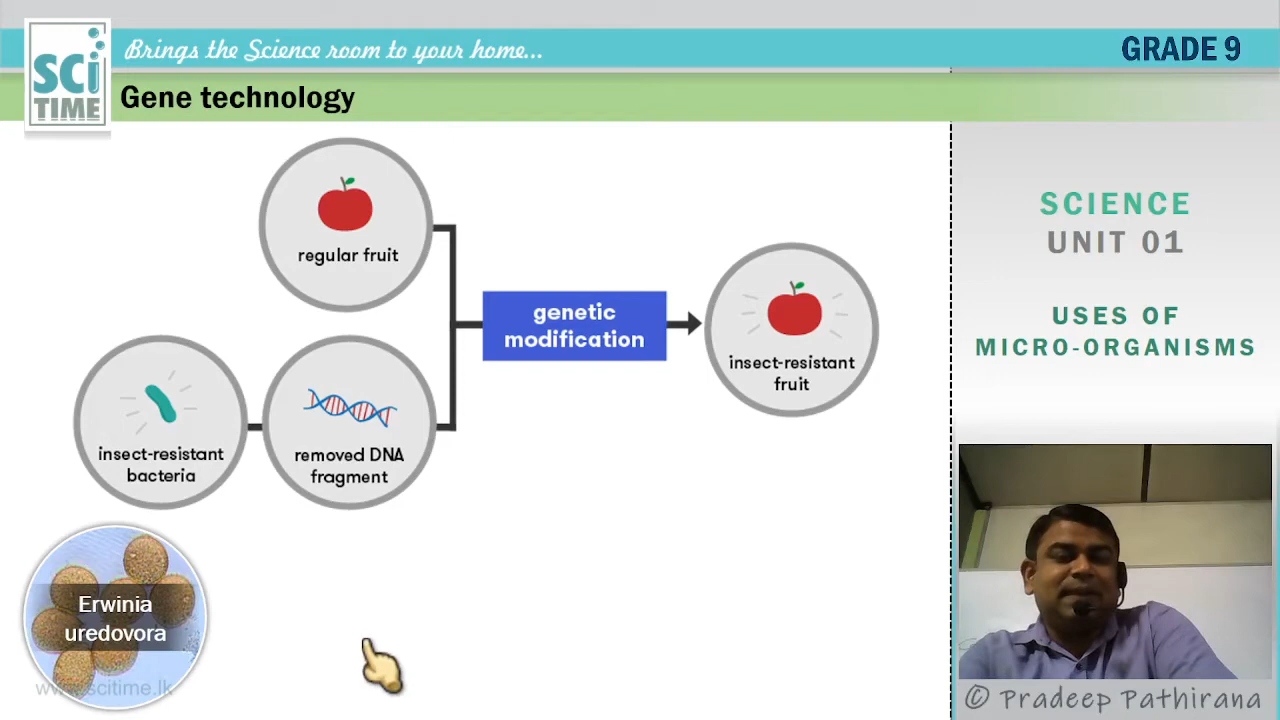 SCi
TIME
Brings the Science room to your home...
GRADE 9
Gene technology
regular fruit
genetic
modification
insect-resistant
fruit
insect-resistant
bacteria
removed DNA
fragment
Erwinia
uredovora
www.scitime.lk
SCIENCE
UNIT 01
USES OF
MICRO-ORGANISMS
© Pradeep Pathirana